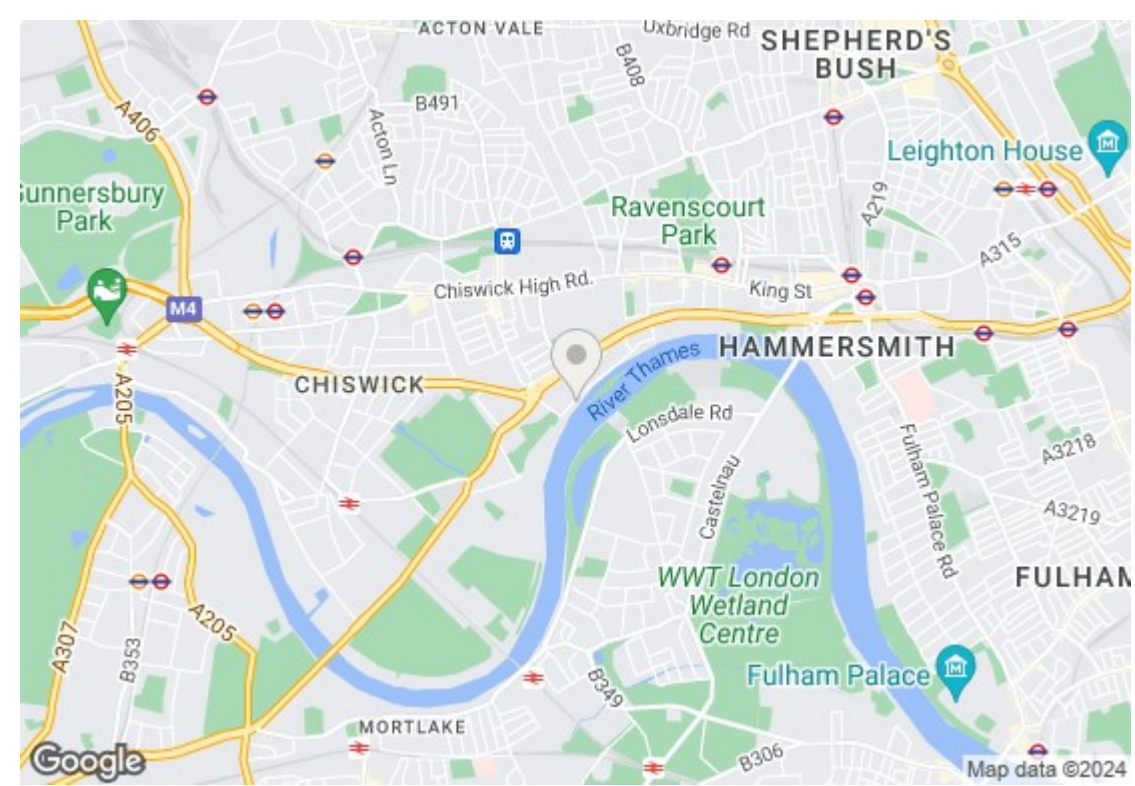 ACTON VALE
Uxbridge Rd
SHEPHERD'S
BUSH
B408
B491
A406
Acton Ln
Leighton House
Gunnersbury
Park
Ravenscourt
Park
A219
A315
Chiswick High Rd.
King St
M4
River Thames
HAMMERSMITH
CHISWICK
A205
Lonsdale Rd
Fulham Palace Rd
A3218
Castelnau
A3219
WWT London
Wetland
Centre
FULHAM
A205
A307
B353
Fulham Palace
B349
MORTLAKE
B306
Google
Map data ©2024